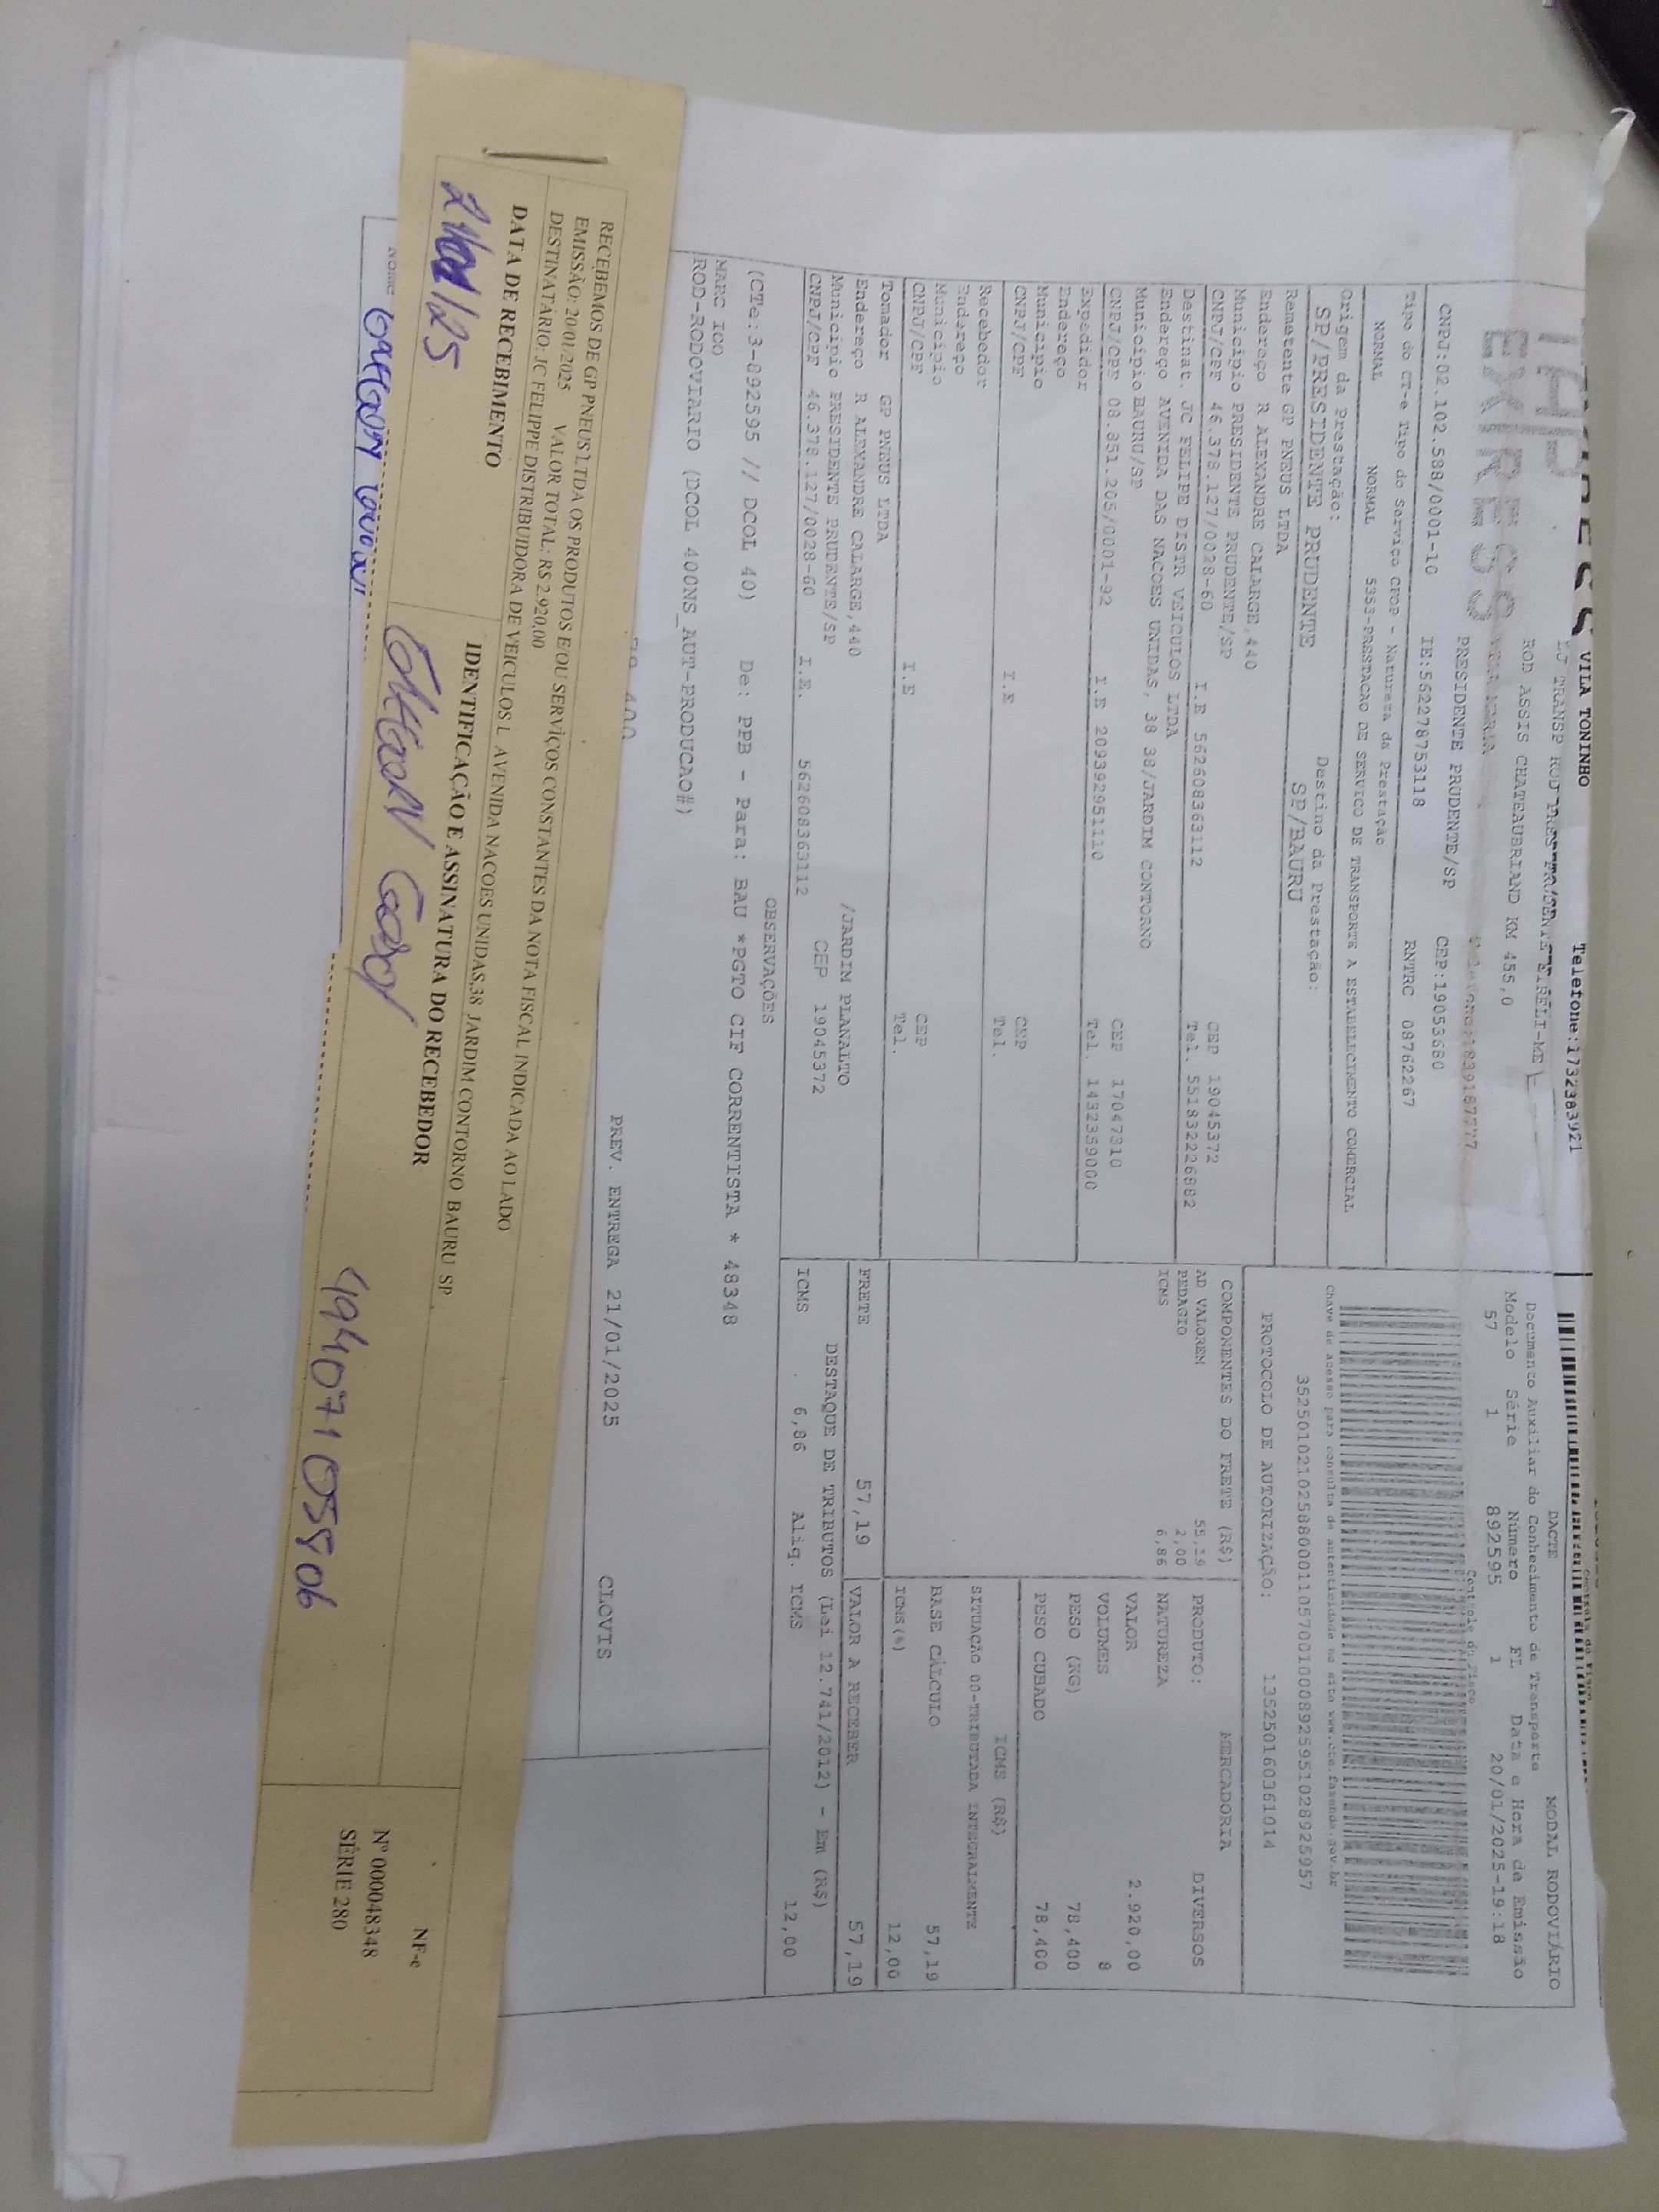 VILA TONINHO Telefone:1732383921
ROD ASSIS CHATEAUBRIAND KM 455,0
PRESIDENTE PRUDENTE/SP CEP:19053680
CNPJ:02.102.588/0001-10 IE:562278753118 RNTRC 08762267
Tipo do CT-e Tipo do Serviço CFOP - Natureza da Prestação
NORMAL NORMAL 5353-PRESTACAO DE SERVICO DE TRANSPORTE A ESTABELECIMENTO COMERCIAL
Origem da Prestação: Destino da Prestação:
SP/PRESIDENTE PRUDENTE SP/BAURU
DACTE MODAL RODOVIÁRIO
Documento Auxiliar do Conhecimento de Transporte
Modelo Série Número FL Data e Hora de Emissão
57 1 892595 1 20/01/2025-19:18
Controle do Fisco
Chave de acesso para consulta de autenticidade no site www.cte.fazenda.gov.br
35250102102588000110570010008925951028925957
PROTOCOLO DE AUTORIZAÇÃO: 135250160361014
Remetente GP PNEUS LTDA
Endereço R ALEXANDRE CALARGE,440
Município PRESIDENTE PRUDENTE/SP CEP 19045372
CNPJ/CPF 46.378.127/0028-60 I.E 562608363112 Tel. 551832226882
Destinat. JC FELIPE DISTR VEICULOS LTDA
Endereço AVENIDA DAS NACOES UNIDAS, 38 38/JARDIM CONTORNO
Município BAURU/SP CEP 17047310
CNPJ/CPF 08.851.205/0001-92 I.E 209392951110 Tel. 1432359000
Expedidor
Endereço
Município CEP
CNPJ/CPF I.E Tel.
Recebedor
Endereço
Município CEP
CNPJ/CPF I.E Tel.
Tomador GP PNEUS LTDA
Endereço R ALEXANDRE CALARGE,440 /JARDIM PLANALTO
Município PRESIDENTE PRUDENTE/SP CEP 19045372
CNPJ/CPF 46.378.127/0028-60 I.E. 562608363112
COMPONENTES DO FRETE (R$)
AD VALOREM 55,19
PEDAGIO 2,00
ICMS 6,86
MERCADORIA
PRODUTO: DIVERSOS
NATUREZA
VALOR 2.920,00
VOLUMES 8
PESO (KG) 78,400
PESO CUBADO 78,400
ICMS (R$)
SITUAÇÃO 00-TRIBUTADA INTEGRALMENTE
BASE CÁLCULO 57,19
ICMS(%) 12,00
FRETE 57,19 VALOR A RECEBER 57,19
DESTAQUE DE TRIBUTOS (Lei 12.741/2012) - Em (R$)
ICMS 6,86 Aliq. ICMS 12,00
OBSERVAÇÕES
(CTe:3-892595 // DCOL 40) De: PPB - Para: BAU *PGTO CIF CORRENTISTA * 48348
MARC ICO
ROD-RODOVIARIO (DCOL 400NS_AUT-PRODUCAO#)
PREV. ENTREGA 21/01/2025 CLOVIS
RECEBEMOS DE GP PNEUS LTDA OS PRODUTOS E/OU SERVIÇOS CONSTANTES DA NOTA FISCAL INDICADA AO LADO
EMISSÃO: 20/01/2025 VALOR TOTAL: R$ 2.920,00
DESTINATÁRIO: JC FELIPPE DISTRIBUIDORA DE VEICULOS L AVENIDA NACOES UNIDAS,38 JARDIM CONTORNO BAURU SP
DATA DE RECEBIMENTO IDENTIFICAÇÃO E ASSINATURA DO RECEBEDOR
NF-e
Nº 000048348
SÉRIE 280